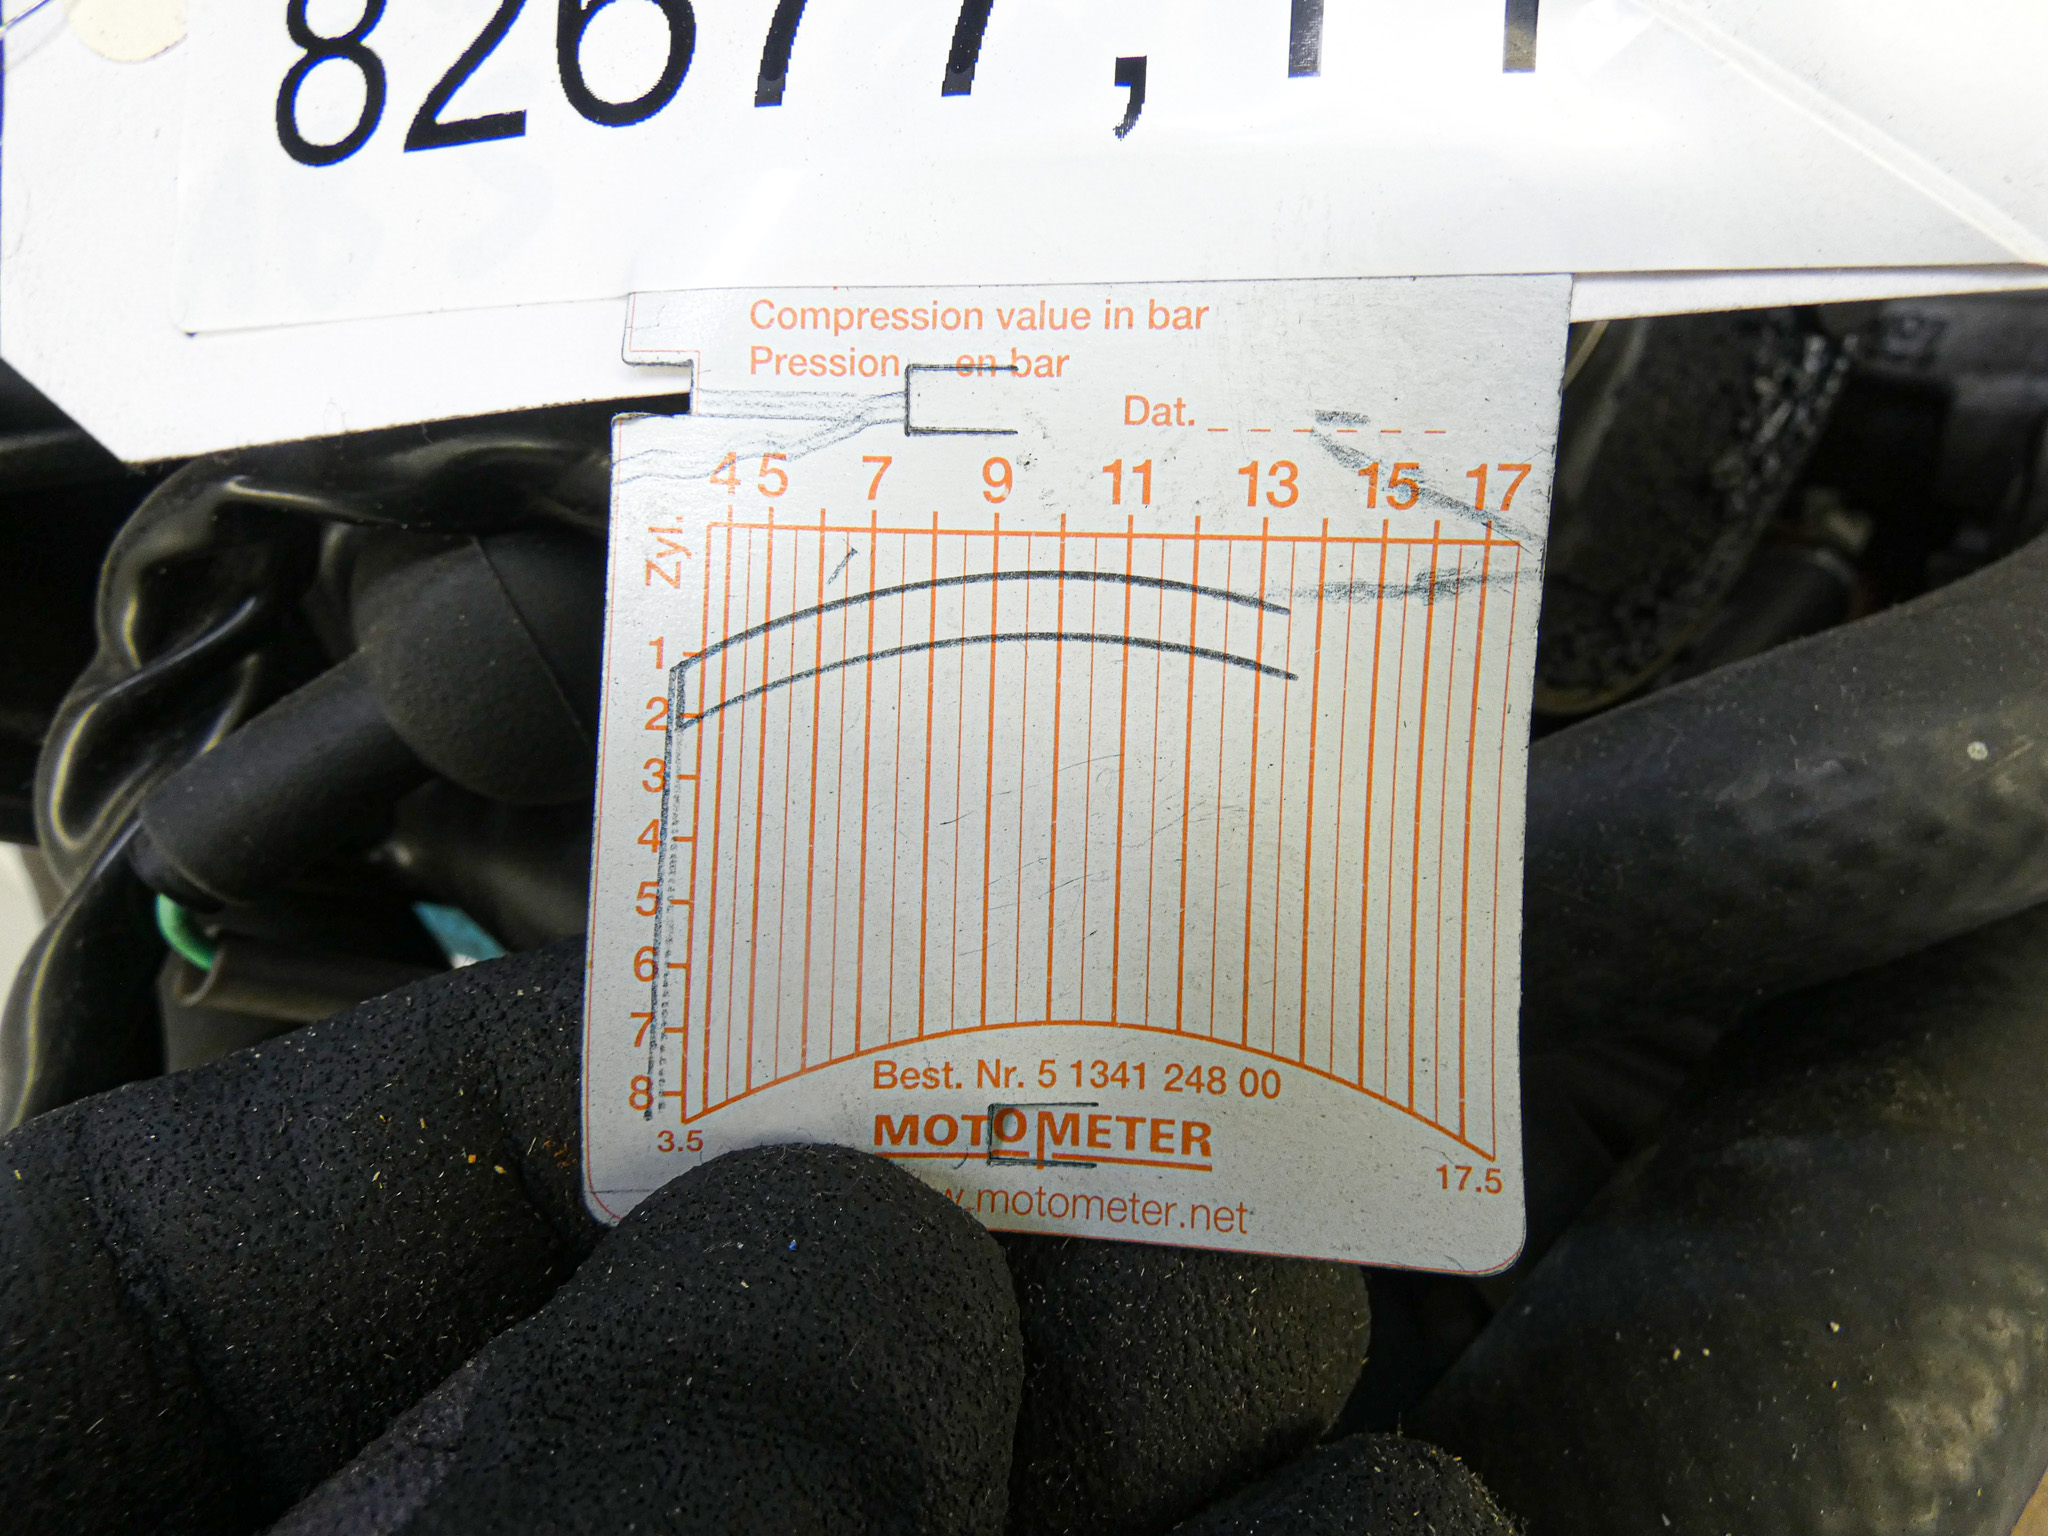 Compression value in bar
Pression en bar
Dat. _ _ _ _ _ _
4 5 7 9 11 13 15 17
Zyl.
1
2
3
4
5
6
7
8
3.5
17.5
Best. Nr. 5 1341 248 00
MOTOMETER
.motometer.net